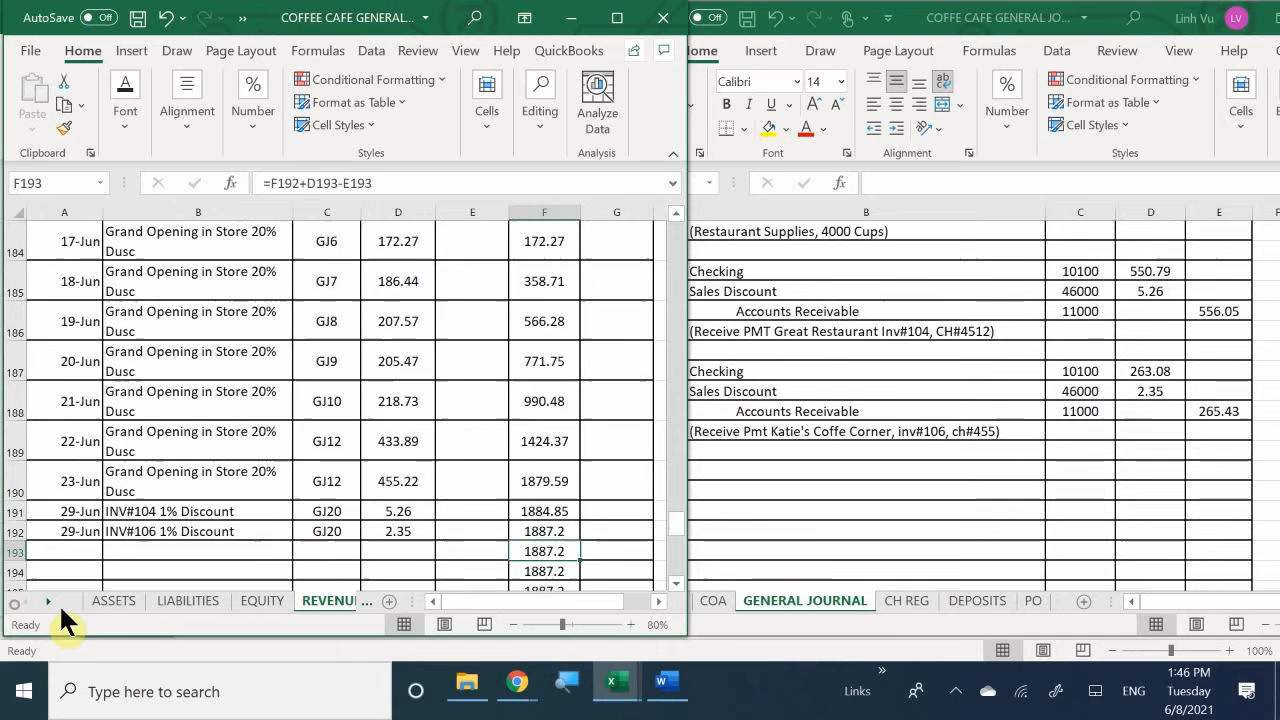 AutoSave Off COFFEE CAFE GENERAL...
File Home Insert Draw Page Layout Formulas Data Review View Help QuickBooks
Paste
Clipboard
Font
Alignment
%
Number
Conditional Formatting
Format as Table
Cell Styles
Styles
Cells
Editing
Analyze
Data
Analysis
F193 fx =F192+D193-E193
A B C D E F G
184 17-Jun Grand Opening in Store 20% GJ6 172.27 172.27
Dusc
185 18-Jun Grand Opening in Store 20% GJ7 186.44 358.71
Dusc
186 19-Jun Grand Opening in Store 20% GJ8 207.57 566.28
Dusc
187 20-Jun Grand Opening in Store 20% GJ9 205.47 771.75
Dusc
188 21-Jun Grand Opening in Store 20% GJ10 218.73 990.48
Dusc
189 22-Jun Grand Opening in Store 20% GJ12 433.89 1424.37
Dusc
190 23-Jun Grand Opening in Store 20% GJ12 455.22 1879.59
Dusc
191 29-Jun INV#104 1% Discount GJ20 5.26 1884.85
192 29-Jun INV#106 1% Discount GJ20 2.35 1887.2
193 1887.2
194 1887.2
1887.2
ASSETS LIABILITIES EQUITY REVENU ...
Ready 80%
Off COFFEE CAFE GENERAL JO... Linh Vu LV
ome Insert Draw Page Layout Formulas Data Review View Help
Calibri 14
B I U A A
ab
A
Font
Alignment
%
Number
Conditional Formatting
Format as Table
Cell Styles
Styles
Cells
fx
B C D E
(Restaurant Supplies, 4000 Cups)
Checking 10100 550.79
Sales Discount 46000 5.26
Accounts Receivable 11000 556.05
(Receive PMT Great Restaurant Inv#104, CH#4512)
Checking 10100 263.08
Sales Discount 46000 2.35
Accounts Receivable 11000 265.43
(Receive Pmt Katie's Coffe Corner, inv#106, ch#455)
COA GENERAL JOURNAL CH REG DEPOSITS PO
Ready 100%
Type here to search
Links
ENG
1:46 PM
Tuesday
6/8/2021